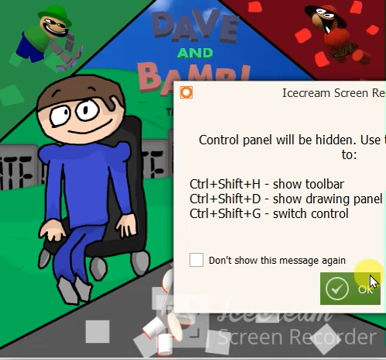 DAVE
AND
BAMBI
Icecream Screen Re
Control panel will be hidden. Use
to:
Ctrl+Shift+H - show toolbar
Ctrl+Shift+D - show drawing panel
Ctrl+Shift+G - switch control
Don't show this message again
Ok
Icecream
Screen Recorder